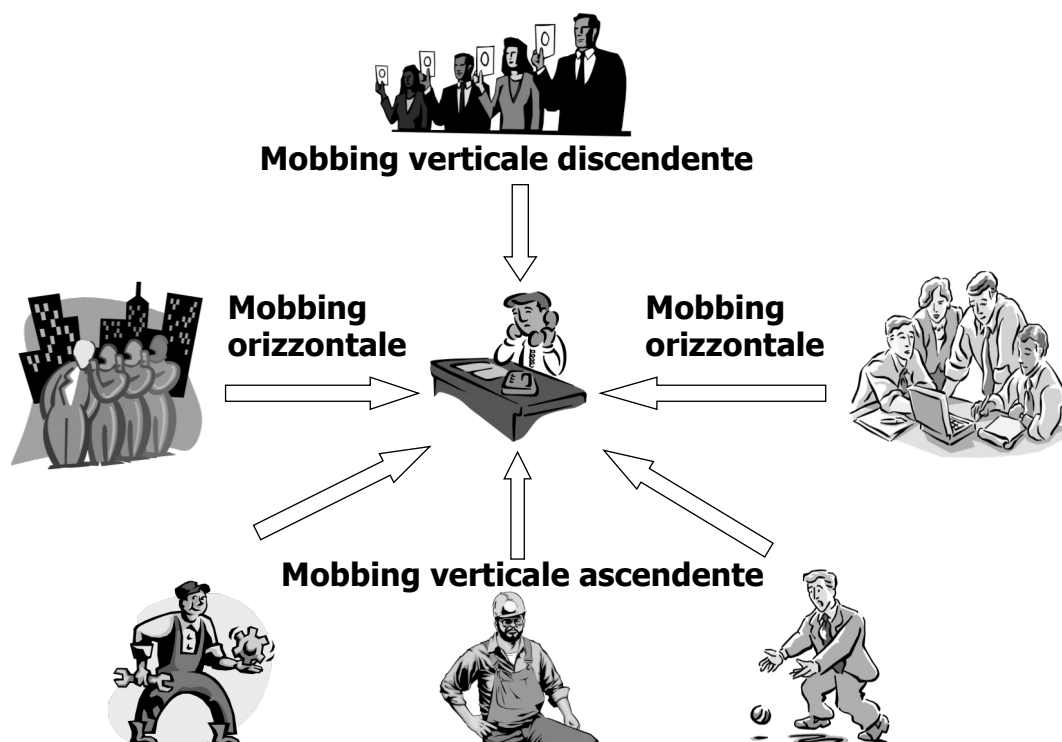 Mobbing verticale discendente
Mobbing
orizzontale
Mobbing
orizzontale
Mobbing verticale ascendente